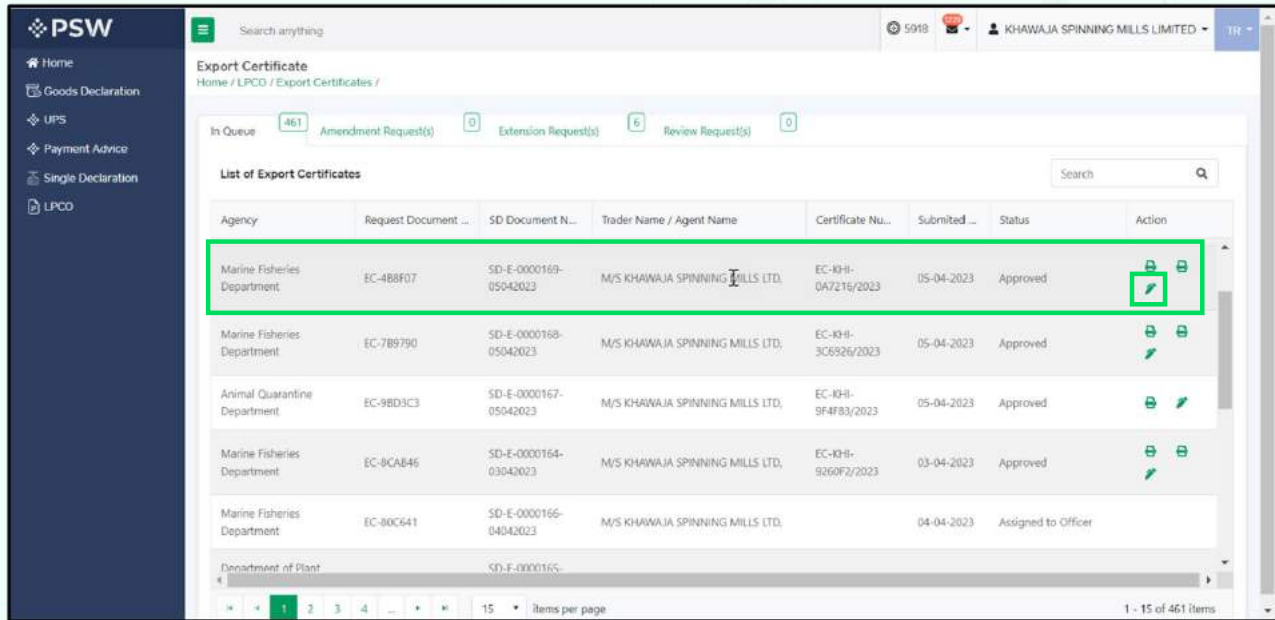 PSW
Search anything
5918
1225
KHAWAJA SPINNING MILLS LIMITED
TR
Home
Goods Declaration
UPS
Payment Advice
Single Declaration
LPCO
Export Certificate
Home / LPCO / Export Certificates /
In Queue 461 Amendment Request(s) 0 Extension Request(s) 6 Review Request(s) 0
List of Export Certificates
Search
Agency Request Document ... SD Document N... Trader Name / Agent Name Certificate Nu... Submited ... Status Action
Marine Fisheries SD-E-0000169- EC-KHI-
Department EC-4B8F07 05042023 M/S KHAWAJA SPINNING MILLS LTD, 0A7216/2023 05-04-2023 Approved
Marine Fisheries SD-E-0000168- EC-KHI-
Department EC-7B9790 05042023 M/S KHAWAJA SPINNING MILLS LTD, 3C6926/2023 05-04-2023 Approved
Animal Quarantine SD-E-0000167- EC-KHI-
Department EC-9BD3C3 05042023 M/S KHAWAJA SPINNING MILLS LTD, 9F4F83/2023 05-04-2023 Approved
Marine Fisheries SD-E-0000164- EC-KHI-
Department EC-8CAB46 03042023 M/S KHAWAJA SPINNING MILLS LTD, 9260F2/2023 03-04-2023 Approved
Marine Fisheries SD-E-0000166-
Department EC-80C641 04042023 M/S KHAWAJA SPINNING MILLS LTD, 04-04-2023 Assigned to Officer
Department of Plant SD-E-0000165-
1 2 3 4 ... 15 items per page 1 - 15 of 461 items